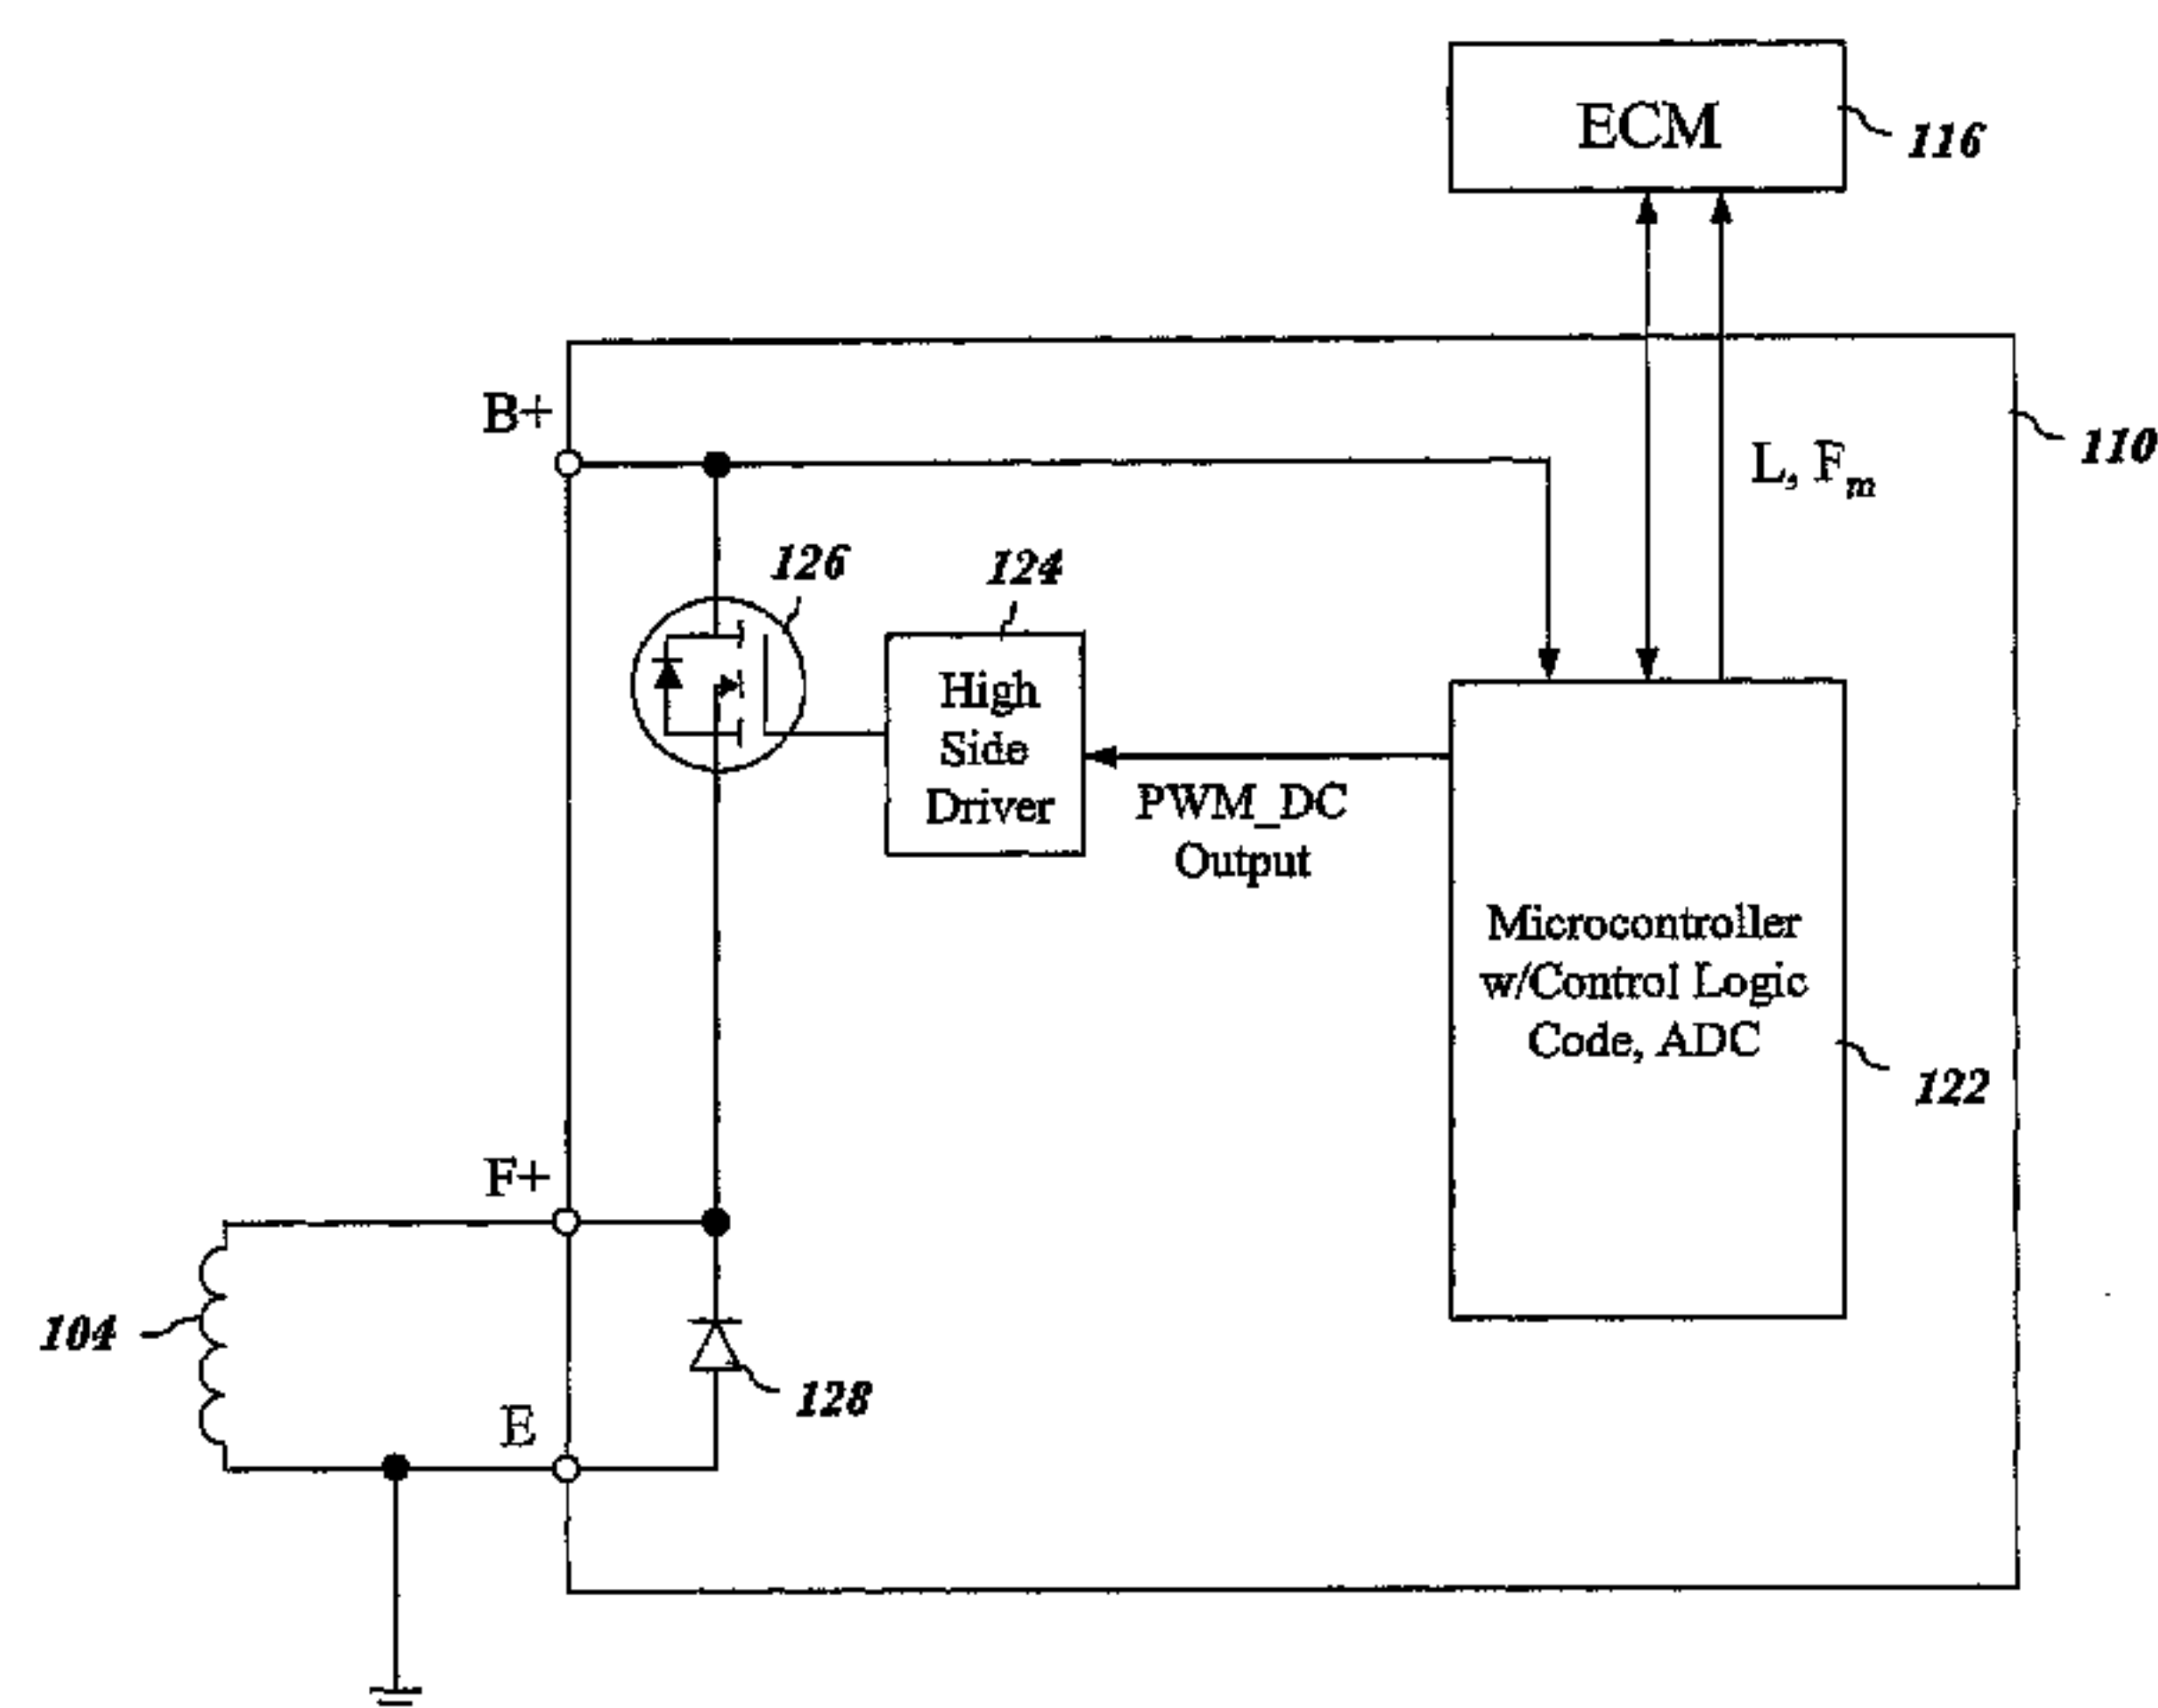 ECM
116
B+
110
L, Fm
126
124
High
Side
Driver
PWM_DC
Output
Microcontroller
w/Control Logic
Code, ADC
122
F+
104
128
E